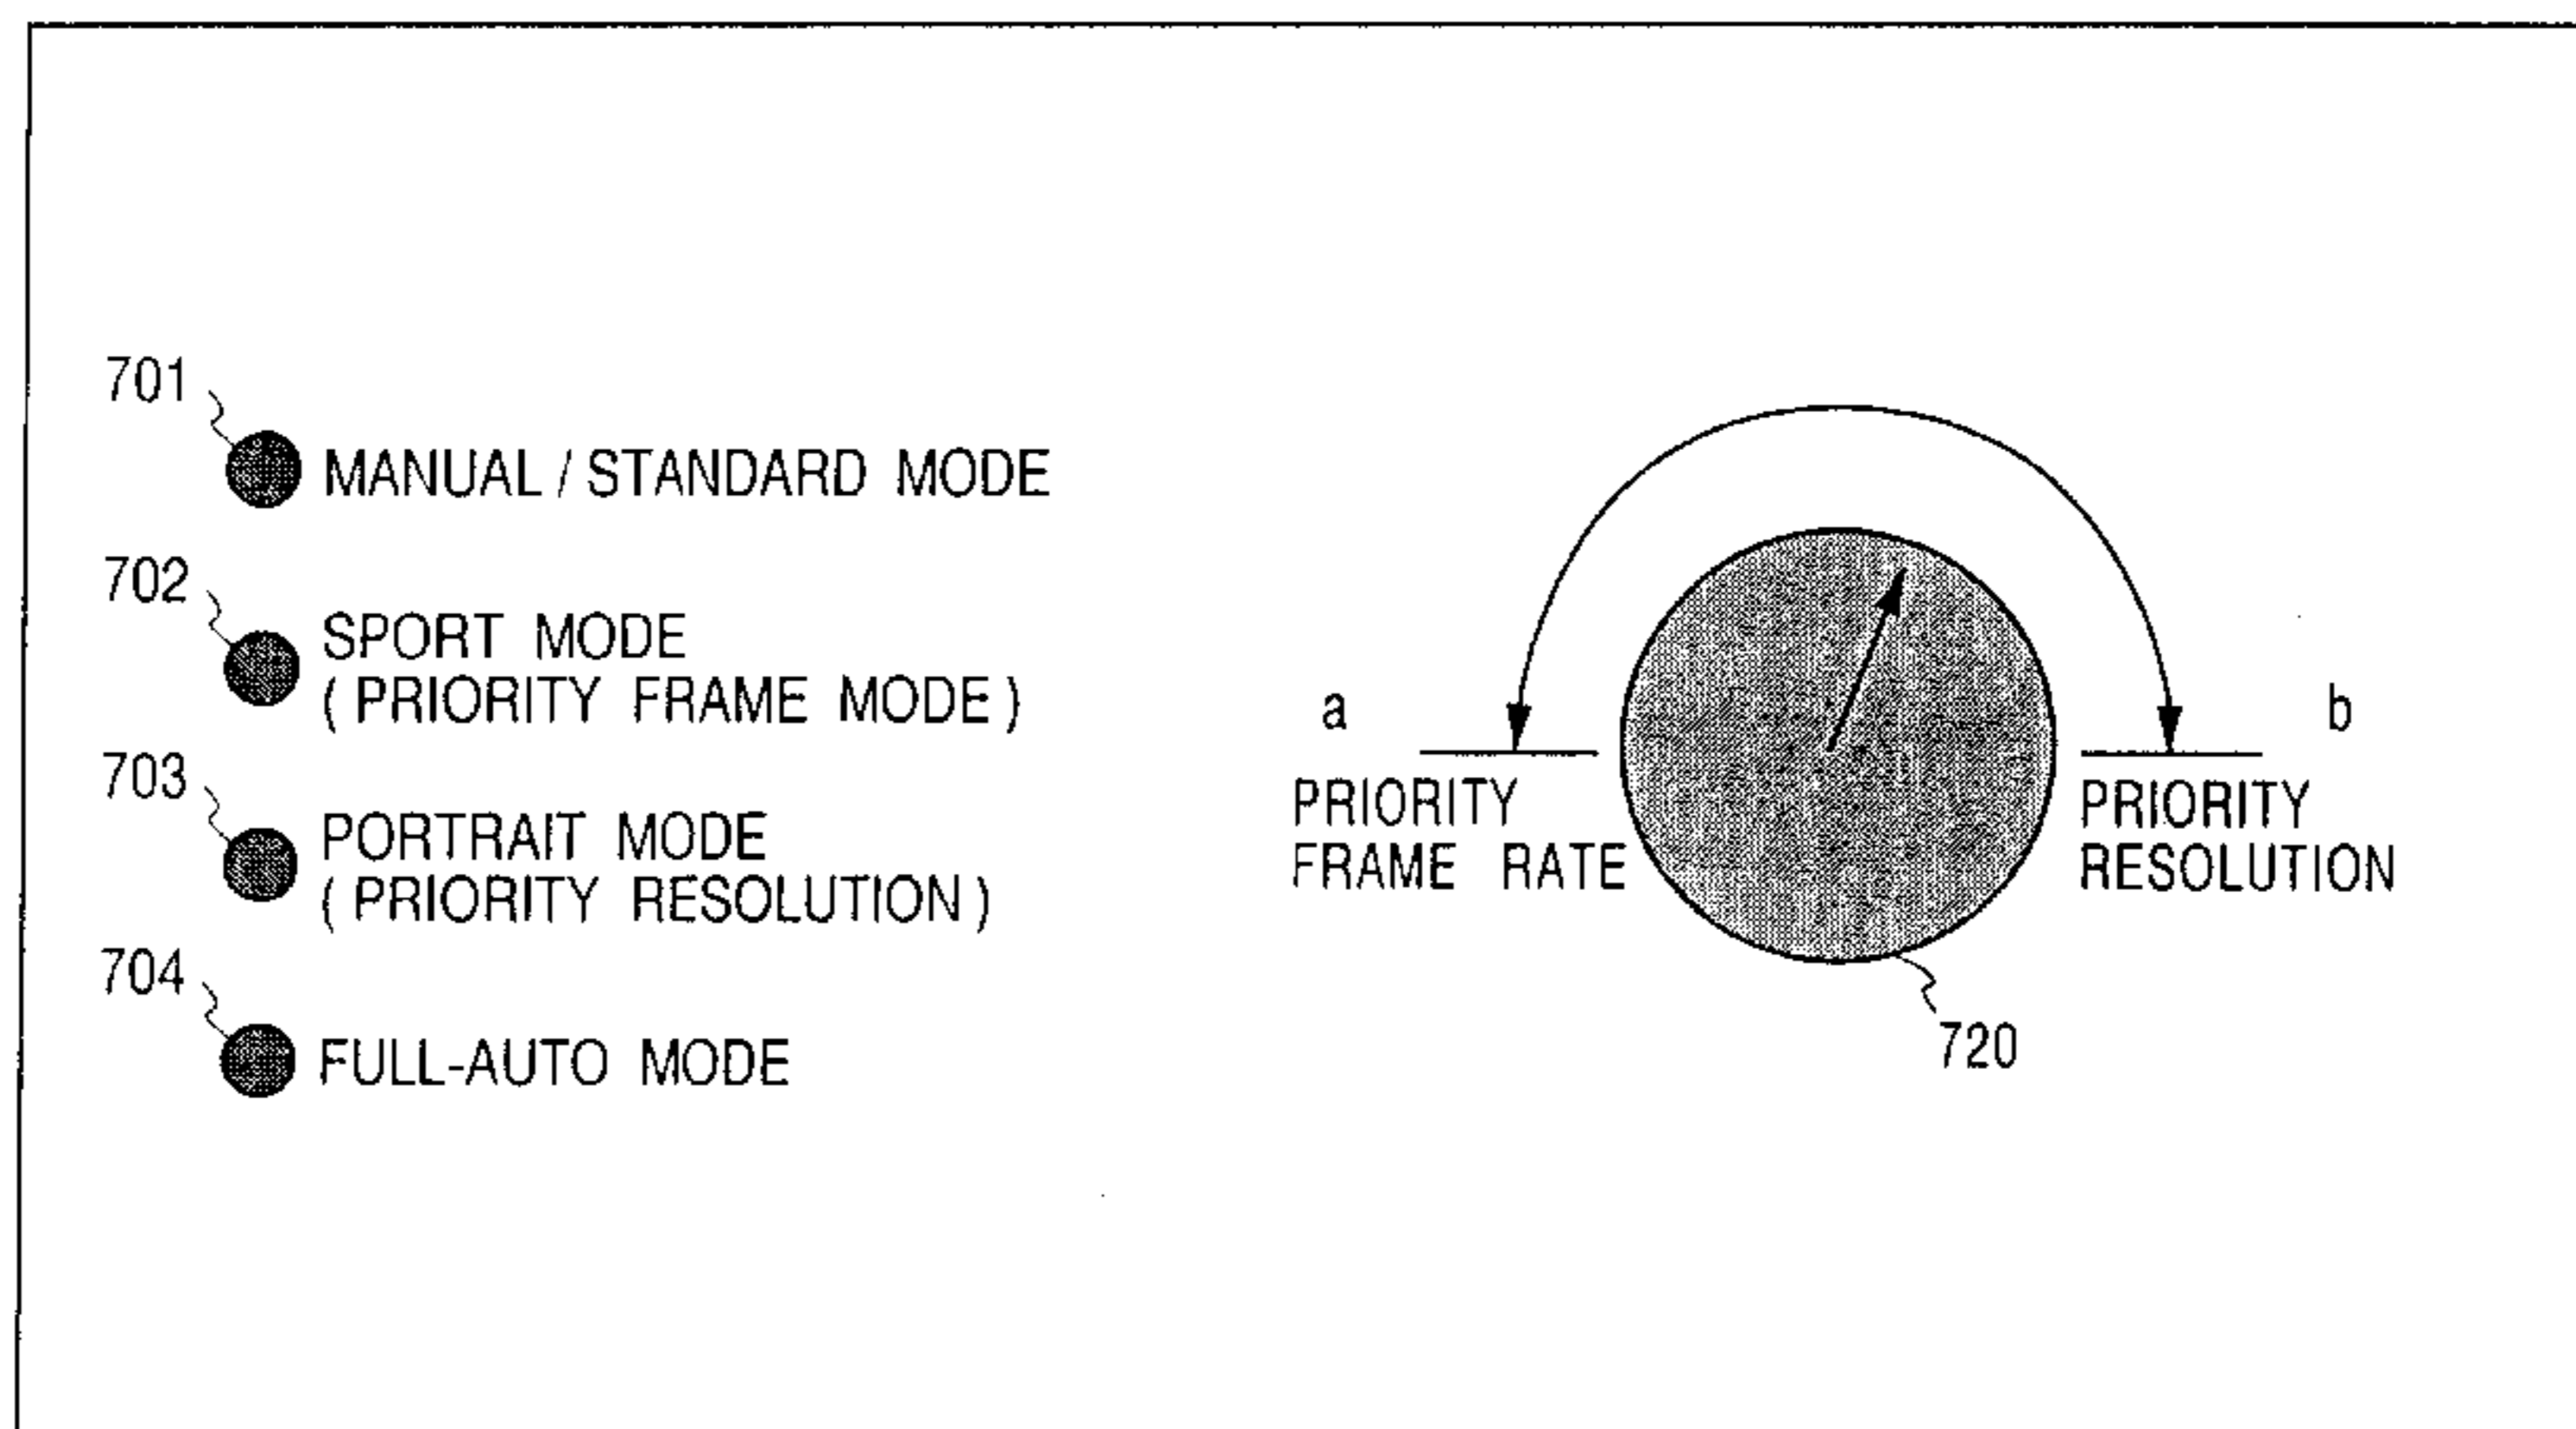 701
MANUAL / STANDARD MODE
702
SPORT MODE
( PRIORITY FRAME MODE )
703
PORTRAIT MODE
( PRIORITY RESOLUTION )
704
FULL-AUTO MODE
a
PRIORITY
FRAME RATE
b
PRIORITY
RESOLUTION
720